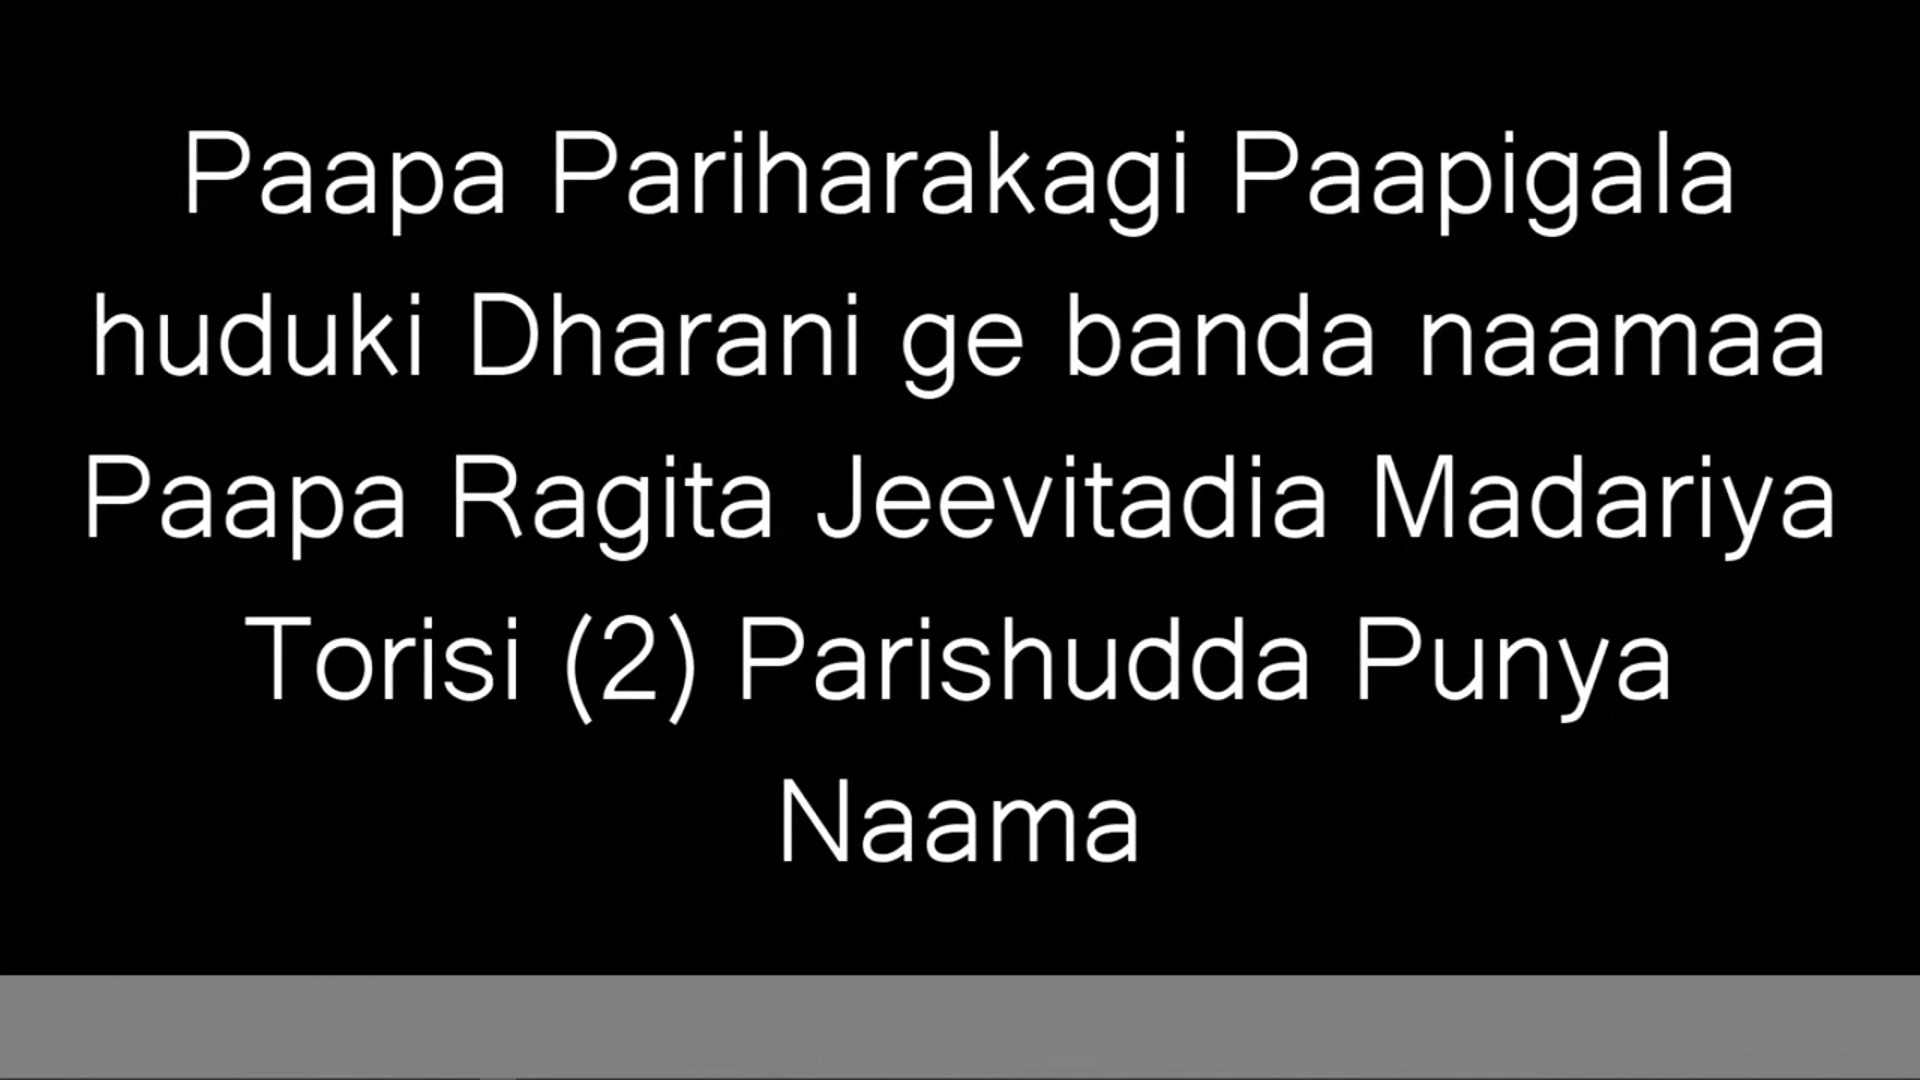 Paapa Pariharakagi Paapigala
huduki Dharani ge banda naamaa
Paapa Ragita Jeevitadia Madariya
Torisi (2) Parishudda Punya
Naama